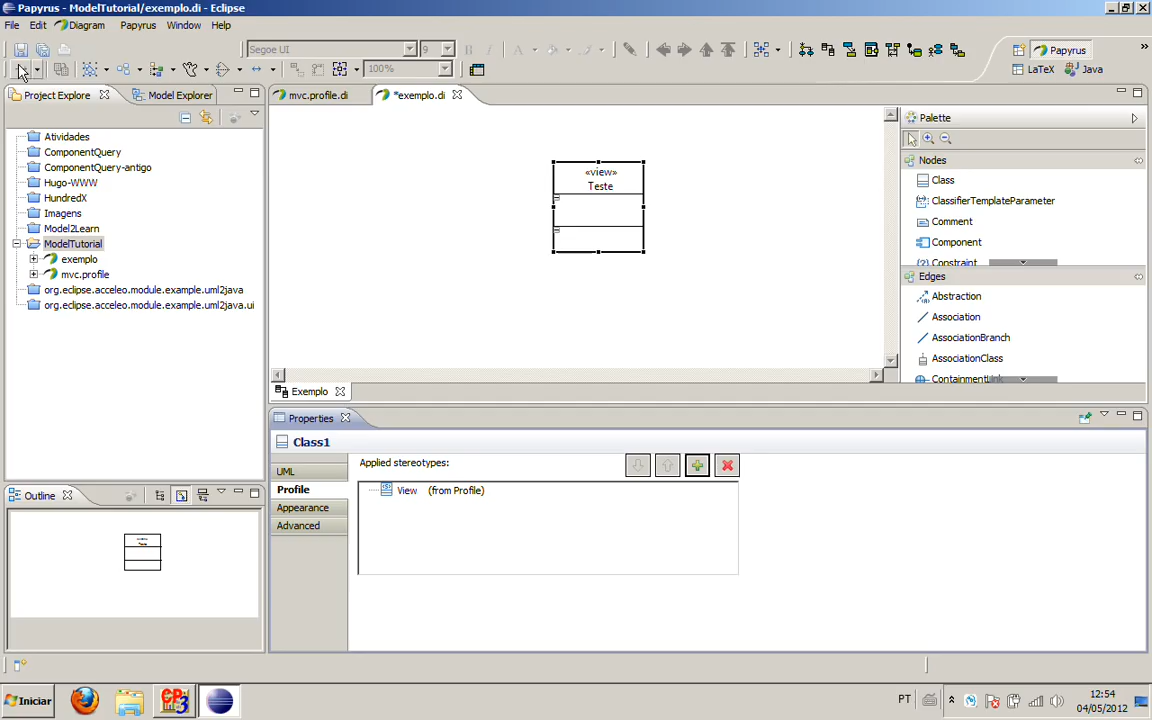 Papyrus - ModelTutorial/exemplo.di - Eclipse
File Edit Diagram Papyrus Window Help
Segoe UI 9 B I A Papyrus »
100% LaTeX Java
Project Explore Model Explorer mvc.profile.di *exemplo.di
Atividades
ComponentQuery
ComponentQuery-antigo
Hugo-WWW
HundredX
Imagens
Model2Learn
ModelTutorial
exemplo
mvc.profile
org.eclipse.acceleo.module.example.uml2java
org.eclipse.acceleo.module.example.uml2java.ui
«view»
Teste
Exemplo
Palette
Nodes
Class
ClassifierTemplateParameter
Comment
Component
Constraint
Edges
Abstraction
Association
AssociationBranch
AssociationClass
ContainmentLink
Properties
Class1
UML
Profile
Appearance
Advanced
Applied stereotypes:
View (from Profile)
Outline
Iniciar
PT
12:54
04/05/2012